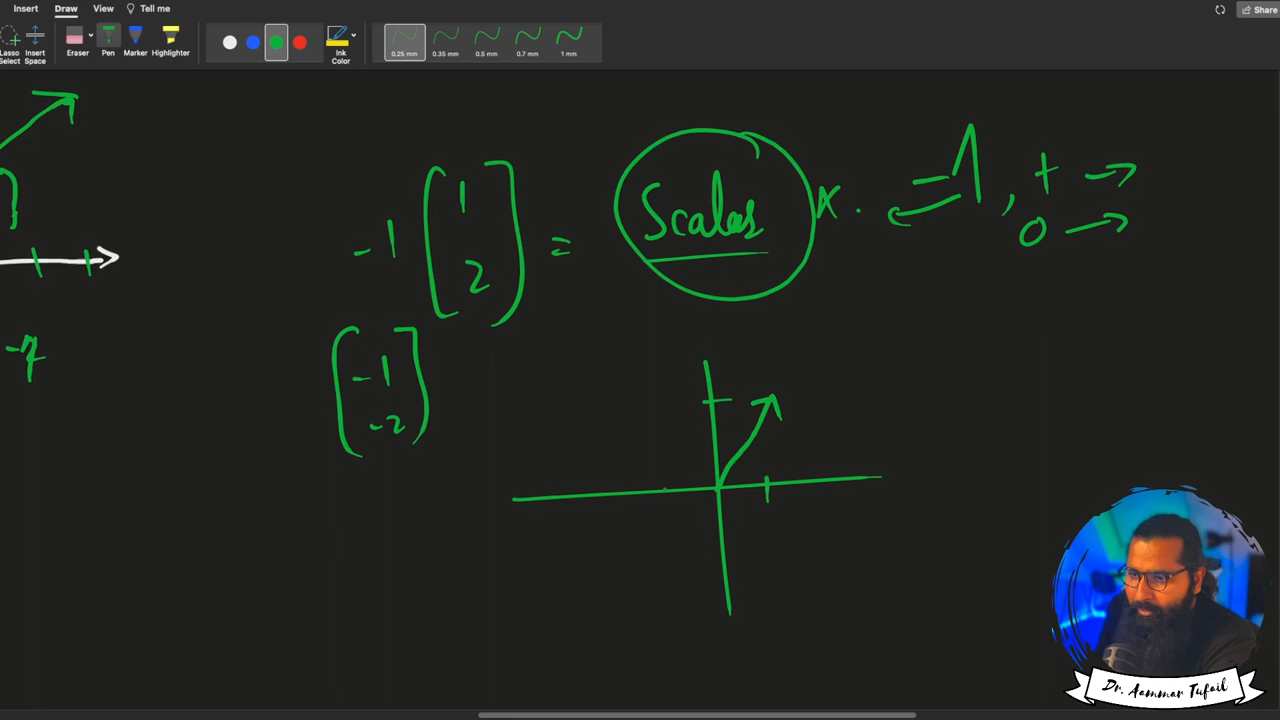 Insert Draw View Tell me
Share
Lasso Select
Insert Space
Eraser
Pen
Marker
Highlighter
Ink Color
0.25 mm
0.35 mm
0.5 mm
0.7 mm
1 mm
-1 [1 2] = Scalar
-1 , + →
0 →
[-1 -2]
Dr. Aammar Tufail